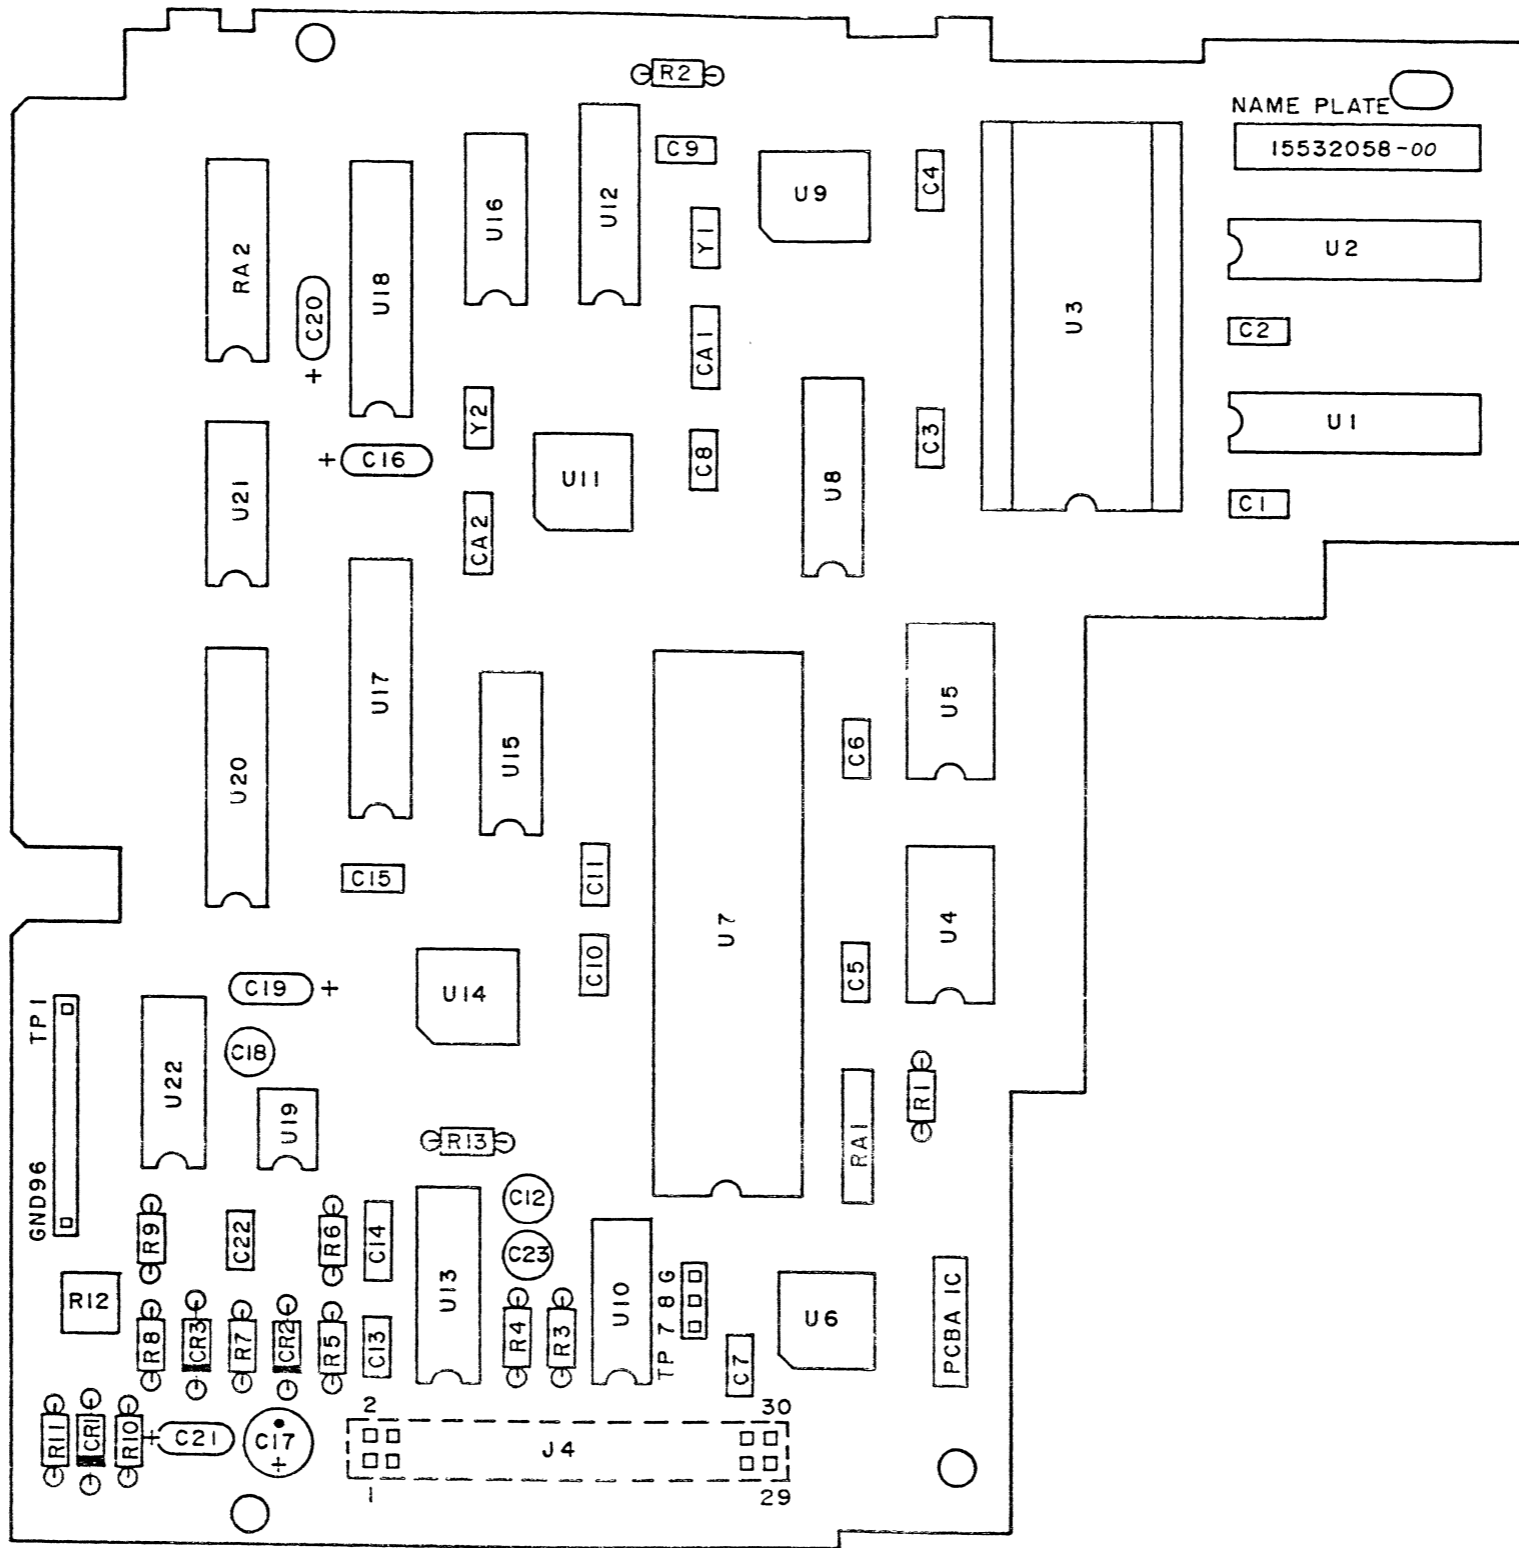 R2
NAME PLATE
15532058-00
C9
U9
C4
U16
U12
Y1
RA2
U18
C20
+
U3
U2
C2
CA1
Y2
U1
C16
+
C8
U8
C3
U21
U11
CA2
C1
U17
U5
U15
U20
C6
C15
C11
U7
U4
C10
C5
C19
+
U14
TP1
GND96
C18
U22
U19
R1
RA1
R13
C12
R9
C22
R6
C14
C23
U13
U10
TP 7 8 G
R12
U6
PCBA IC
R8
CR3
R7
CR2
R5
C13
R4
R3
C7
2
30
R11
CR1
R10
+
C21
C17
+
J4
1
29